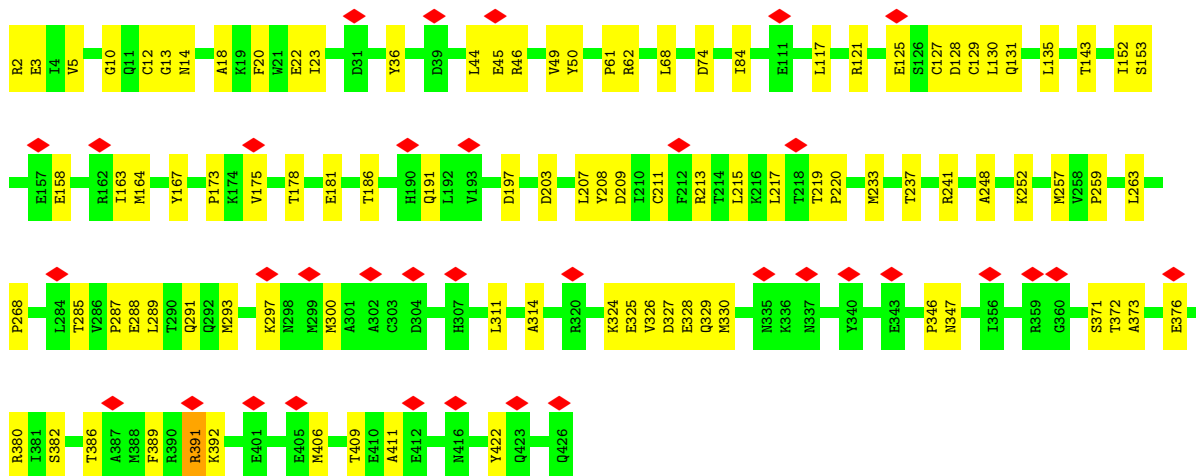 R2 E3 I4 V5 G10 Q11 C12 G13 N14 A18 K19 F20 W21 E22 I23 D31 Y36 D39 L44 E45 R46 V49 Y50 P61 R62 L68 D74 I84 E111 L117 R121 E125 S126 C127 D128 C129 L130 Q131 L135 T143 I152 S153
E157 E158 R162 I163 M164 Y167 P173 K174 V175 T178 E181 T186 H190 Q191 L192 V193 D197 D203 L207 Y208 D209 I210 C211 F212 R213 T214 L215 K216 L217 T218 T219 P220 M233 T237 R241 A248 K252 M257 V258 P259 L263
P268 L284 T285 V286 P287 E288 L289 T290 Q291 Q292 M293 K297 N298 M299 M300 A301 A302 C303 D304 H307 L311 A314 R320 K324 E325 V326 D327 E328 Q329 M330 N335 K336 N337 Y340 E343 P346 N347 I356 R359 G360 S371 T372 A373 E376
R380 I381 S382 T386 A387 M388 F389 R390 R391 K392 E401 E405 M406 T409 E410 A411 E412 N416 Y422 Q423 Q426